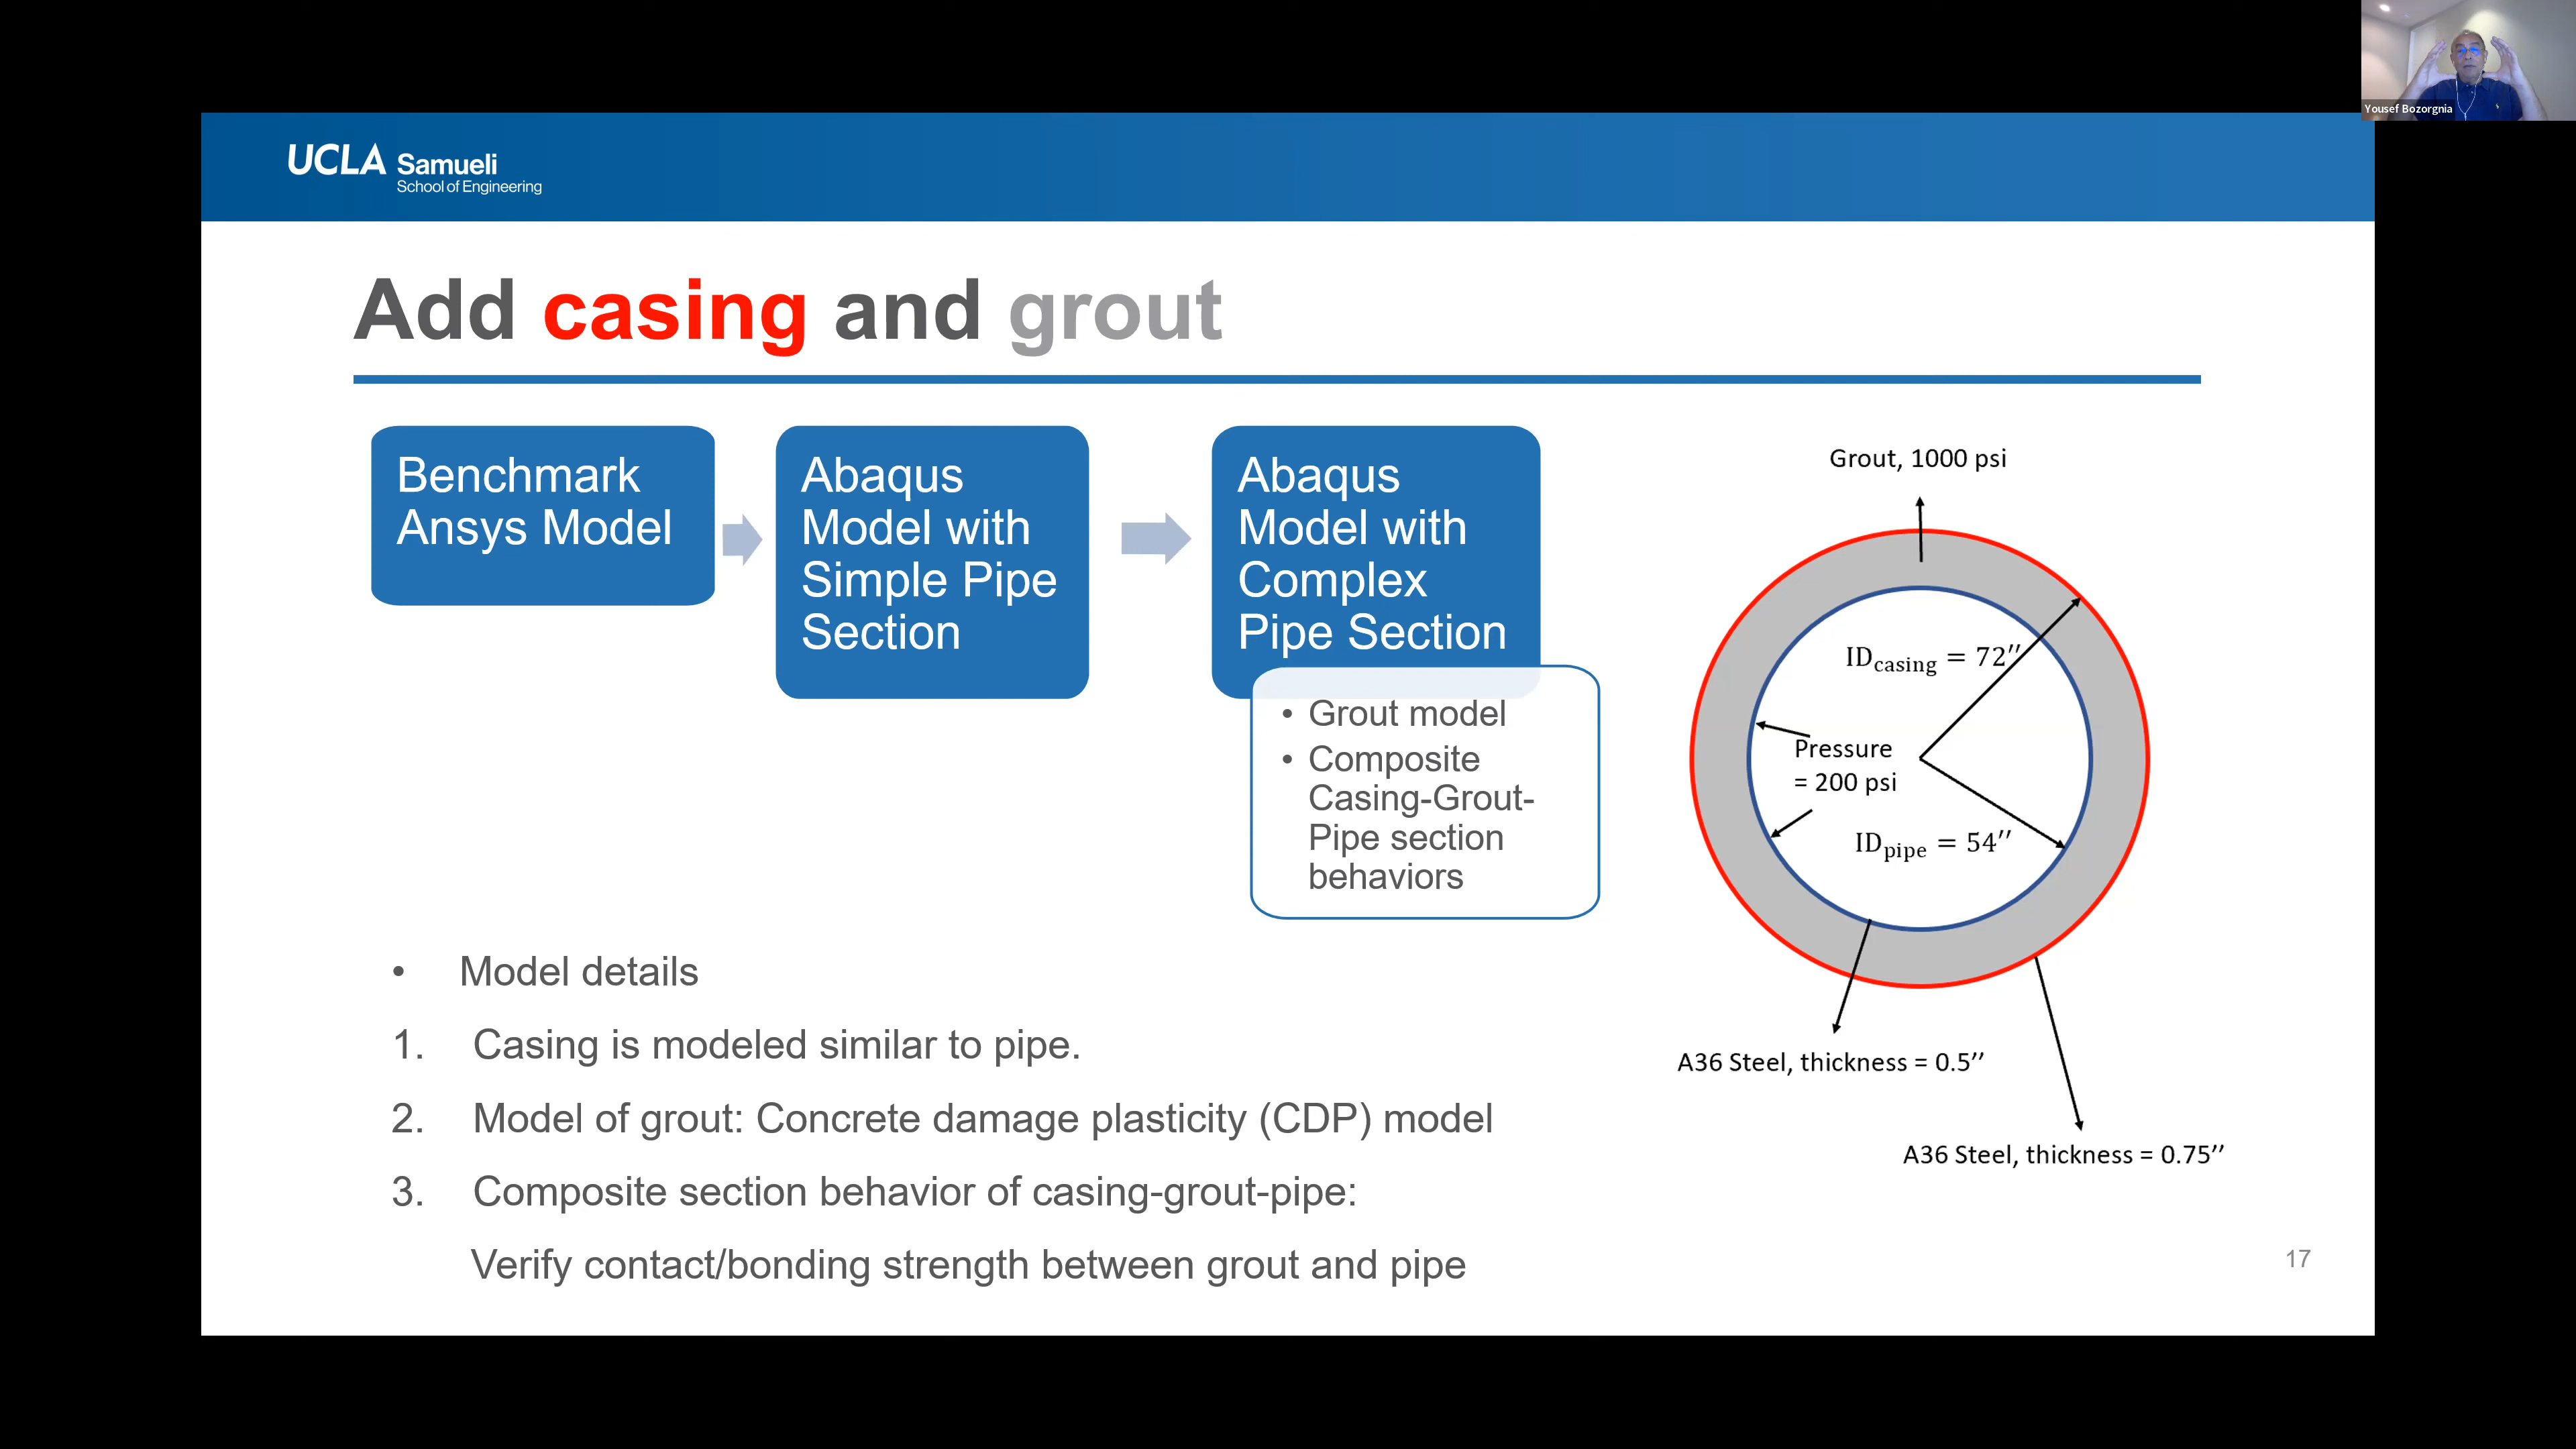 Yousef Bozorgnia
UCLA Samueli
School of Engineering
Add casing and grout
Benchmark
Ansys Model
Abaqus
Model with
Simple Pipe
Section
Abaqus
Model with
Complex
Pipe Section
• Grout model
• Composite
Casing-Grout-
Pipe section
behaviors
Grout, 1000 psi
IDcasing = 72′′
Pressure
= 200 psi
IDpipe = 54′′
A36 Steel, thickness = 0.5’’
A36 Steel, thickness = 0.75’’
• Model details
1. Casing is modeled similar to pipe.
2. Model of grout: Concrete damage plasticity (CDP) model
3. Composite section behavior of casing-grout-pipe:
Verify contact/bonding strength between grout and pipe
17